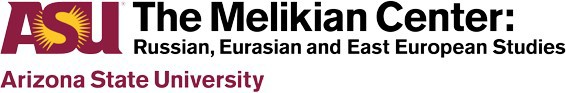 ASU The Melikian Center:
Russian, Eurasian and East European Studies
Arizona State University